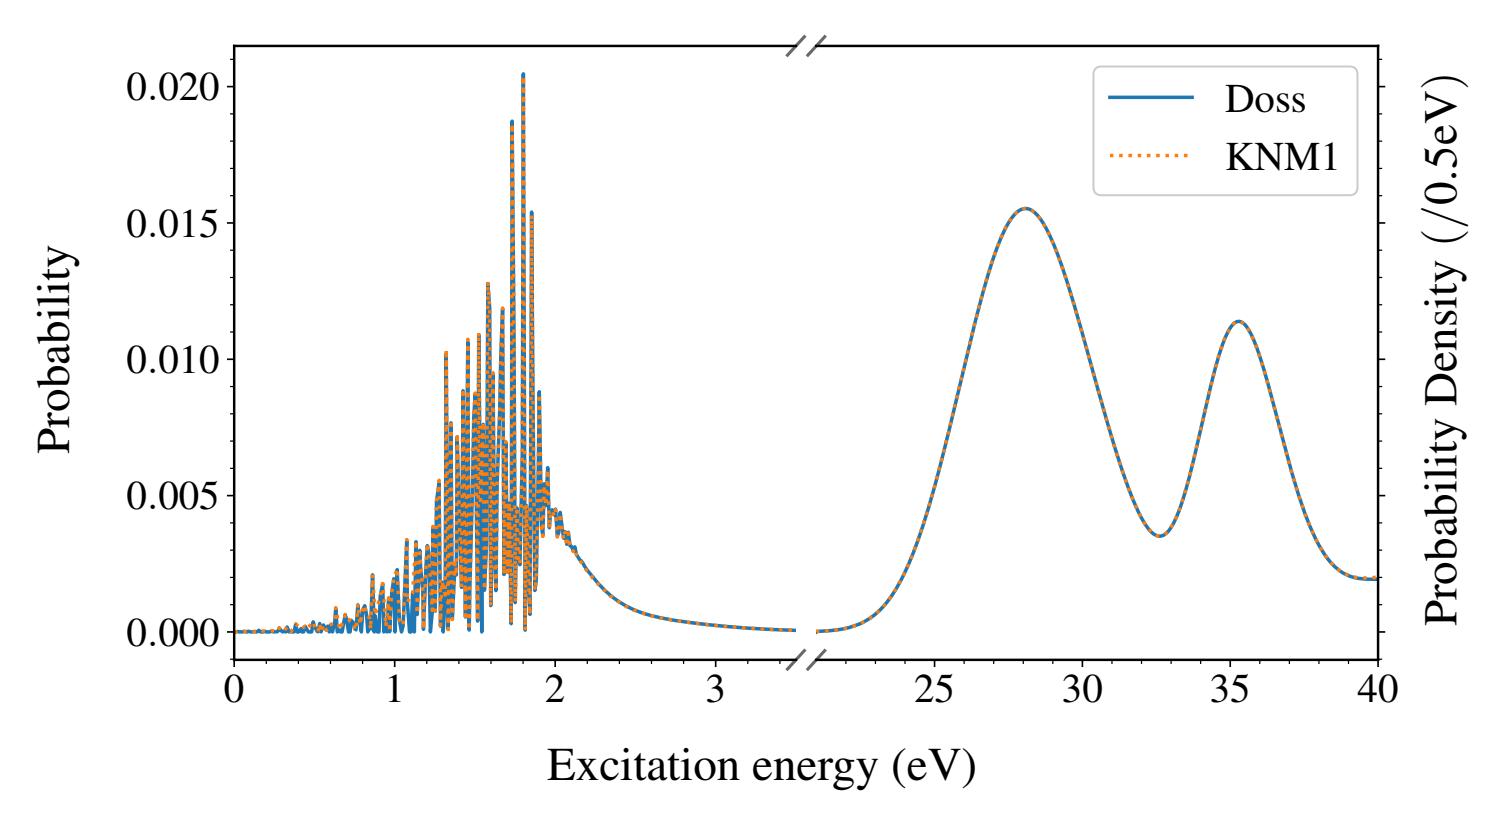 0.020
0.015
0.010
0.005
0.000
Probability
Doss
KNM1
Probability Density (/0.5eV)
0 1 2 3 25 30 35 40
Excitation energy (eV)